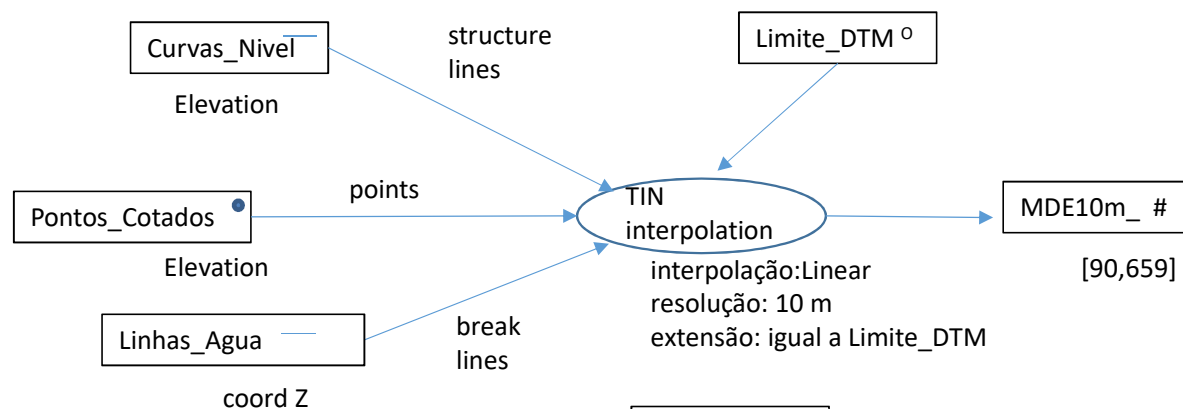 Curvas_Nivel
Elevation
structure
lines
Limite_DTM O
Pontos_Cotados
Elevation
points
TIN
interpolation
MDE10m_ #
[90,659]
interpolação:Linear
resolução: 10 m
extensão: igual a Limite_DTM
Linhas_Agua
coord Z
break
lines